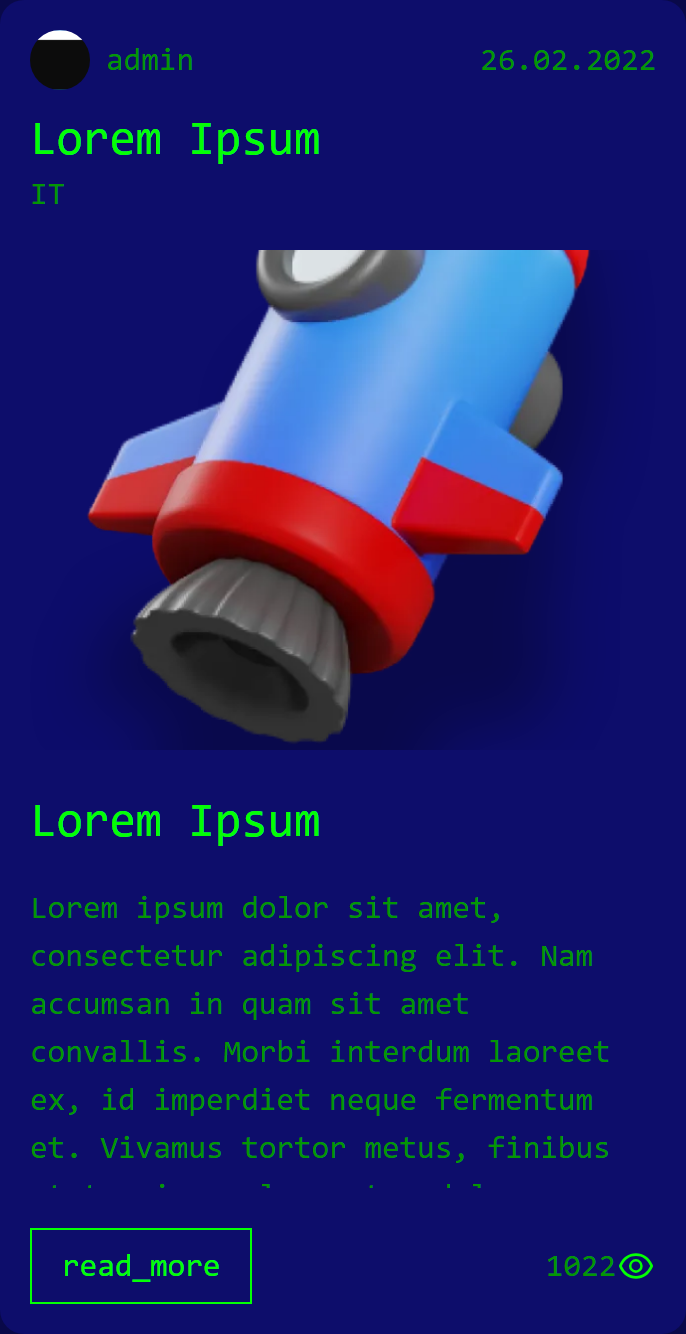 admin 26.02.2022
Lorem Ipsum
IT
Lorem Ipsum
Lorem ipsum dolor sit amet,
consectetur adipiscing elit. Nam
accumsan in quam sit amet
convallis. Morbi interdum laoreet
ex, id imperdiet neque fermentum
et. Vivamus tortor metus, finibus
read_more 1022